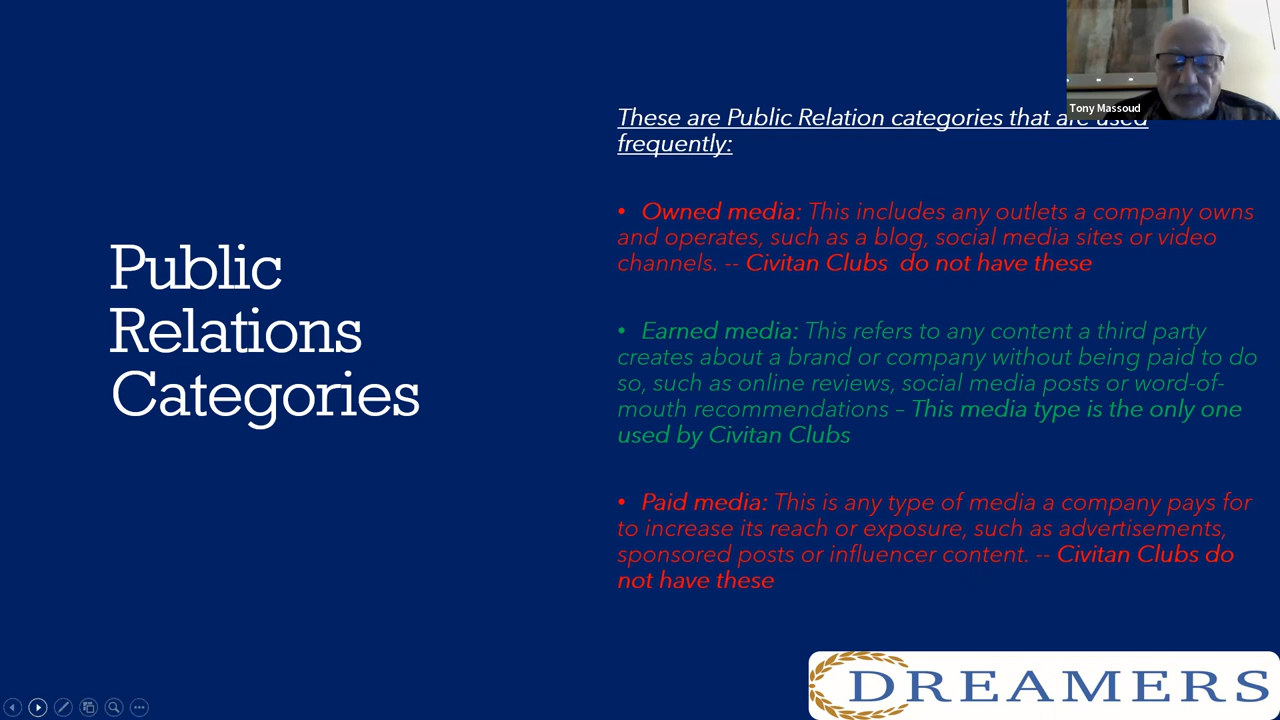 Public
Relations
Categories
Tony Massoud
These are Public Relation categories that are used
frequently:
• Owned media: This includes any outlets a company owns
and operates, such as a blog, social media sites or video
channels. -- Civitan Clubs do not have these
• Earned media: This refers to any content a third party
creates about a brand or company without being paid to do
so, such as online reviews, social media posts or word-of-
mouth recommendations – This media type is the only one
used by Civitan Clubs
• Paid media: This is any type of media a company pays for
to increase its reach or exposure, such as advertisements,
sponsored posts or influencer content. -- Civitan Clubs do
not have these
DREAMERS